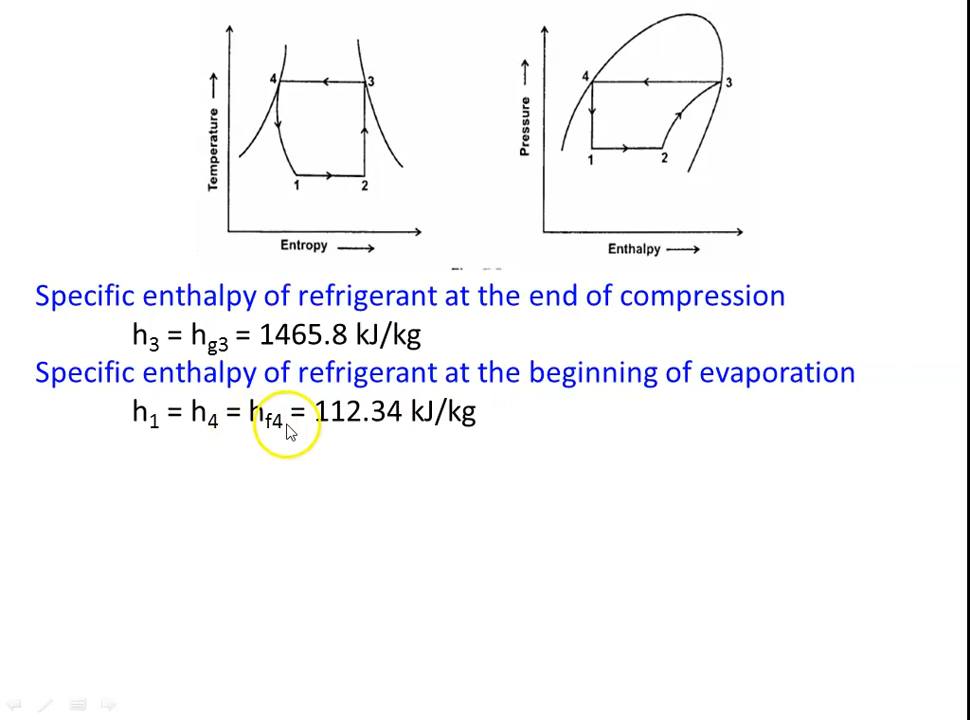 4
3
1
2
Temperature
Entropy
4
3
1
2
Pressure
Enthalpy
Specific enthalpy of refrigerant at the end of compression
h3 = hg3 = 1465.8 kJ/kg
Specific enthalpy of refrigerant at the beginning of evaporation
h1 = h4 = hf4 = 112.34 kJ/kg